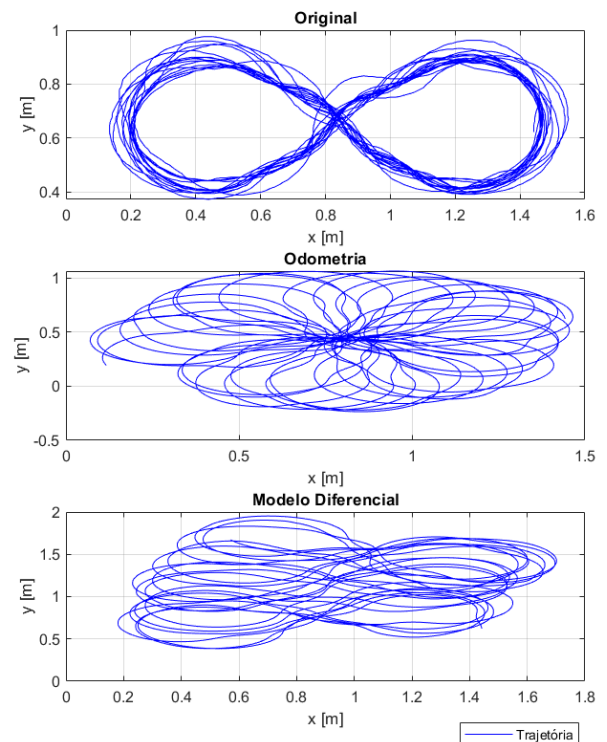 Original
1
0.8
0.6
0.4
y [m]
0 0.2 0.4 0.6 0.8 1 1.2 1.4 1.6
x [m]
Odometria
1
0.5
0
-0.5
y [m]
0 0.5 1 1.5
x [m]
Modelo Diferencial
2
1.5
1
0.5
0
y [m]
0 0.2 0.4 0.6 0.8 1 1.2 1.4 1.6 1.8
x [m]
Trajetória